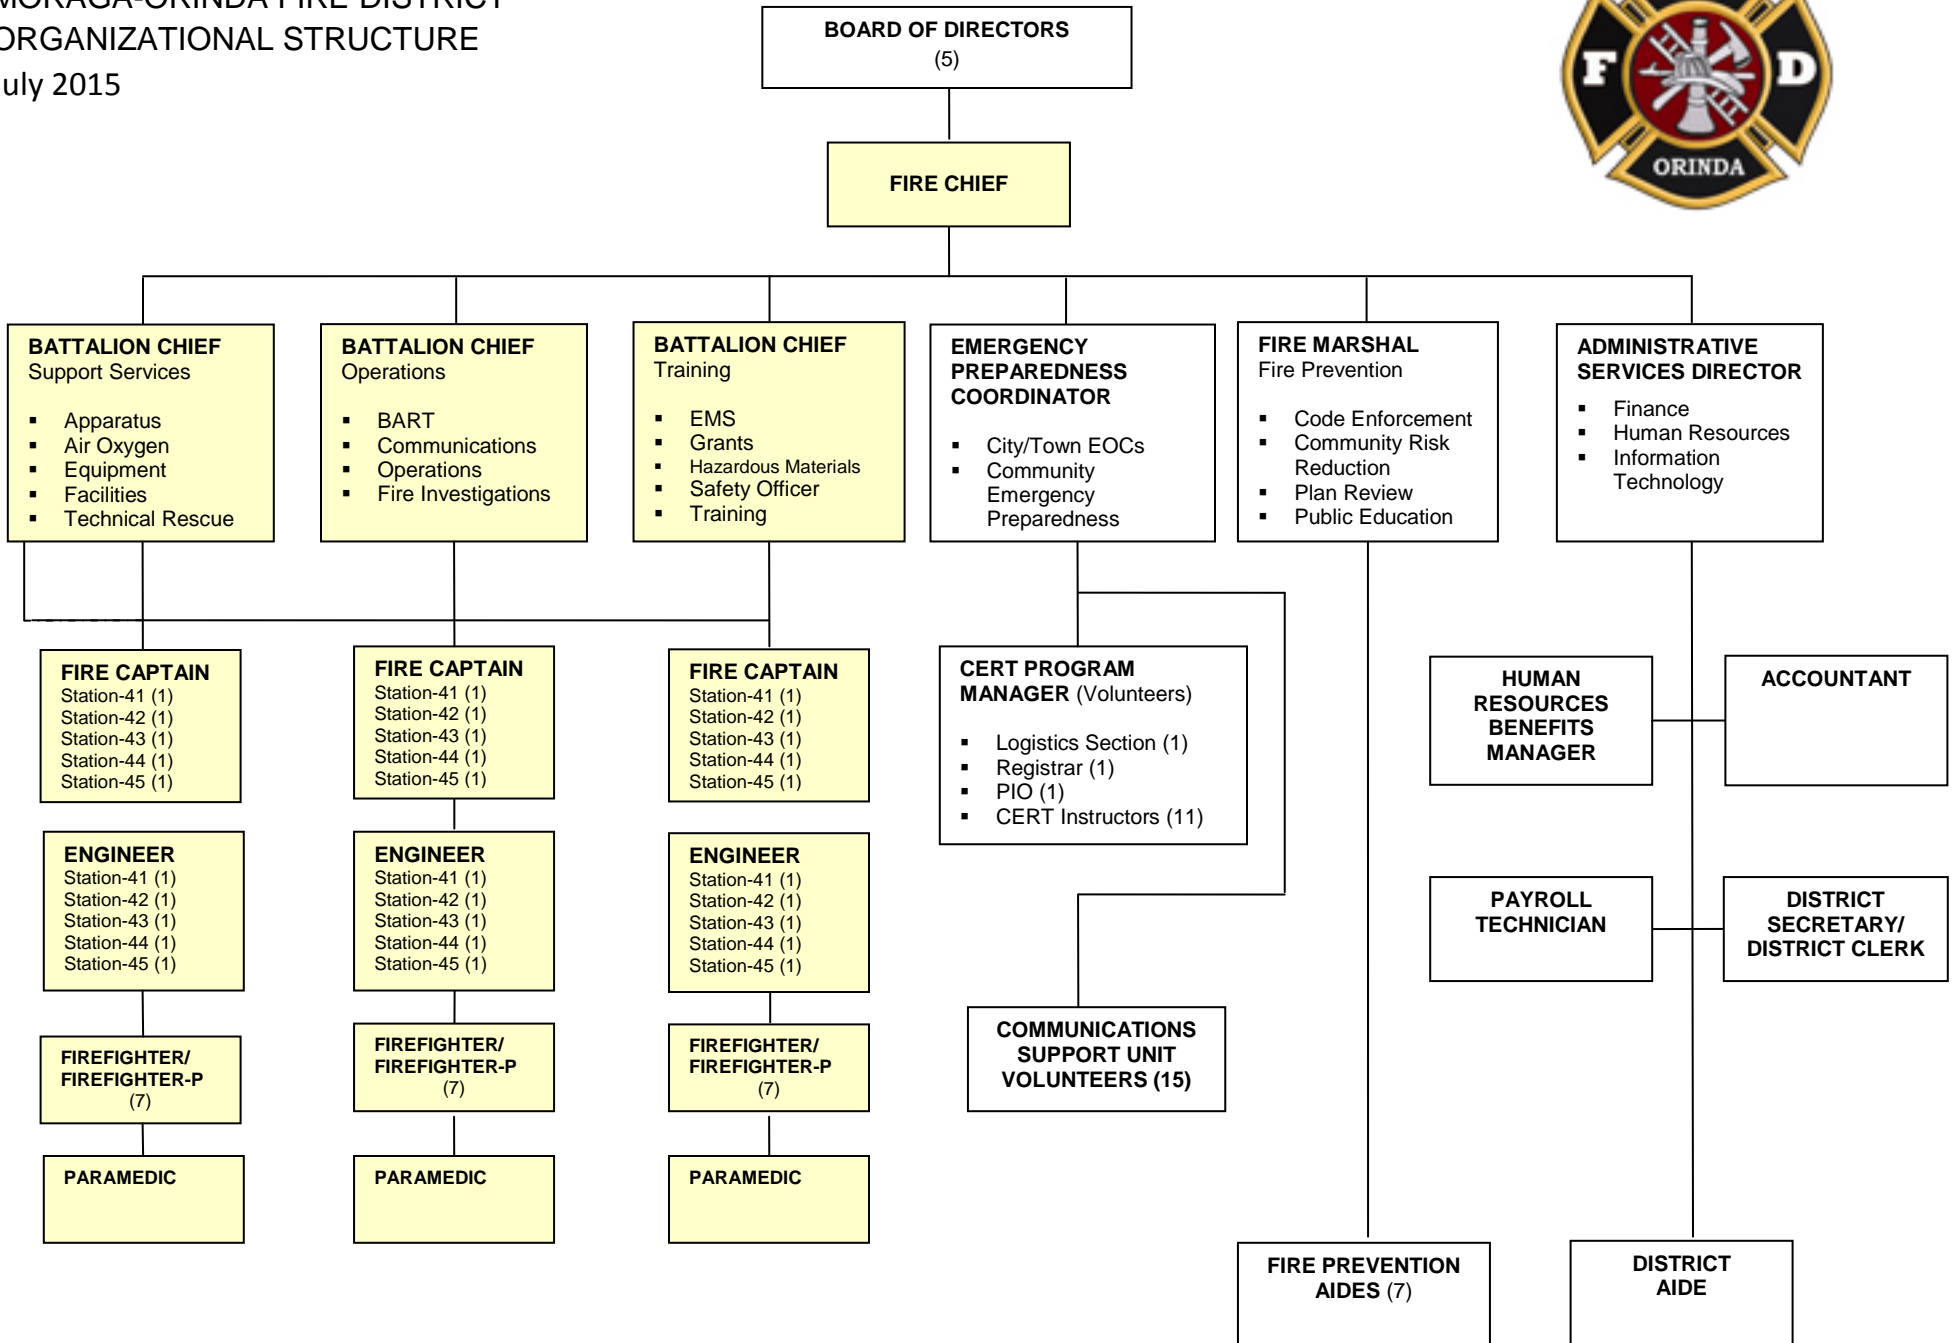 MORAGA-ORINDA FIRE DISTRICT
ORGANIZATIONAL STRUCTURE
uly 2015
BOARD OF DIRECTORS
(5)
F
D
ORINDA
FIRE CHIEF
BATTALION CHIEF
Support Services
▪ Apparatus
▪ Air Oxygen
▪ Equipment
▪ Facilities
▪ Technical Rescue
BATTALION CHIEF
Operations
▪ BART
▪ Communications
▪ Operations
▪ Fire Investigations
BATTALION CHIEF
Training
▪ EMS
▪ Grants
▪ Hazardous Materials
▪ Safety Officer
▪ Training
EMERGENCY
PREPAREDNESS
COORDINATOR
▪ City/Town EOCs
▪ Community
Emergency
Preparedness
FIRE MARSHAL
Fire Prevention
▪ Code Enforcement
▪ Community Risk
Reduction
▪ Plan Review
▪ Public Education
ADMINISTRATIVE
SERVICES DIRECTOR
▪ Finance
▪ Human Resources
▪ Information
Technology
FIRE CAPTAIN
Station-41 (1)
Station-42 (1)
Station-43 (1)
Station-44 (1)
Station-45 (1)
FIRE CAPTAIN
Station-41 (1)
Station-42 (1)
Station-43 (1)
Station-44 (1)
Station-45 (1)
FIRE CAPTAIN
Station-41 (1)
Station-42 (1)
Station-43 (1)
Station-44 (1)
Station-45 (1)
CERT PROGRAM
MANAGER (Volunteers)
▪ Logistics Section (1)
▪ Registrar (1)
▪ PIO (1)
▪ CERT Instructors (11)
HUMAN
RESOURCES
BENEFITS
MANAGER
ACCOUNTANT
ENGINEER
Station-41 (1)
Station-42 (1)
Station-43 (1)
Station-44 (1)
Station-45 (1)
ENGINEER
Station-41 (1)
Station-42 (1)
Station-43 (1)
Station-44 (1)
Station-45 (1)
ENGINEER
Station-41 (1)
Station-42 (1)
Station-43 (1)
Station-44 (1)
Station-45 (1)
PAYROLL
TECHNICIAN
DISTRICT
SECRETARY/
DISTRICT CLERK
FIREFIGHTER/
FIREFIGHTER-P
(7)
FIREFIGHTER/
FIREFIGHTER-P
(7)
FIREFIGHTER/
FIREFIGHTER-P
(7)
COMMUNICATIONS
SUPPORT UNIT
VOLUNTEERS (15)
PARAMEDIC
PARAMEDIC
PARAMEDIC
FIRE PREVENTION
AIDES (7)
DISTRICT
AIDE